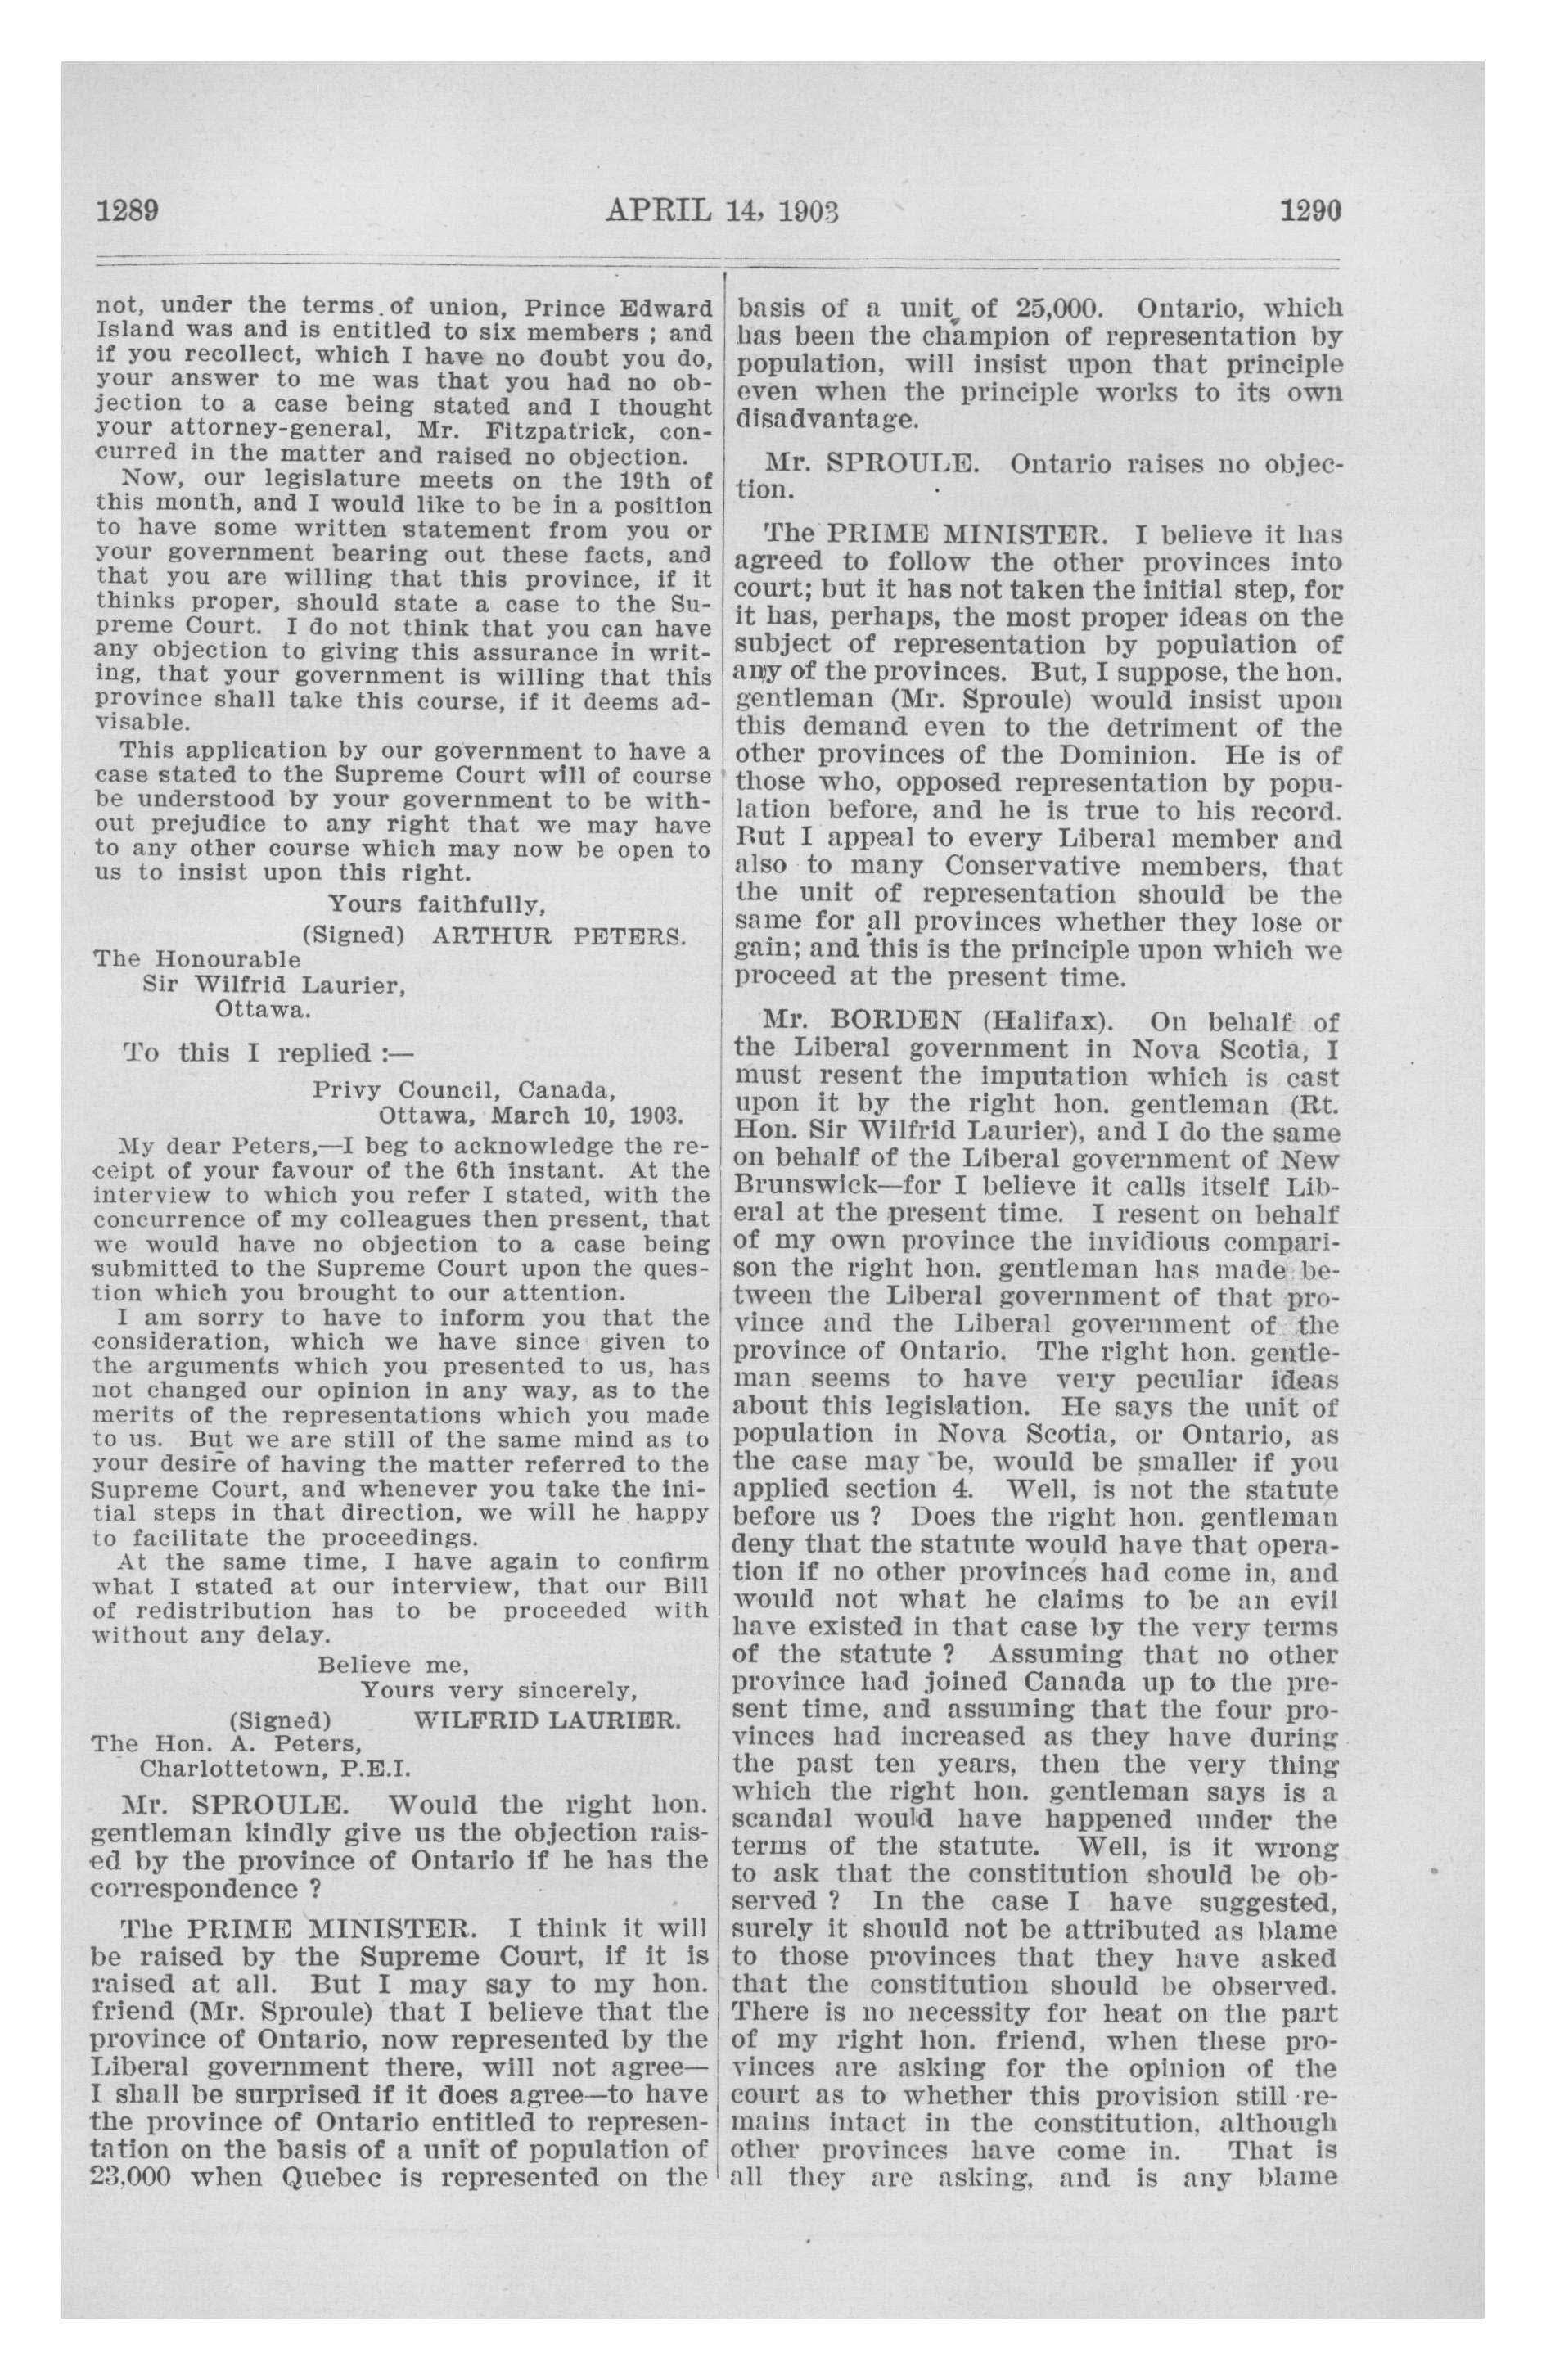 1289
APRIL 14, 1903
1290
not, under the terms of union, Prince Edward
Island was and is entitled to six members ; and
if you recollect, which I have no doubt you do,
your answer to me was that you had no ob-
jection to a case being stated and I thought
your attorney-general, Mr. Fitzpatrick, con-
curred in the matter and raised no objection.
Now, our legislature meets on the 19th of
this month, and I would like to be in a position
to have some written statement from you or
your government bearing out these facts, and
that you are willing that this province, if it
thinks proper, should state a case to the Su-
preme Court. I do not think that you can have
any objection to giving this assurance in writ-
ing, that your government is willing that this
province shall take this course, if it deems ad-
visable.
This application by our government to have a
case stated to the Supreme Court will of course
be understood by your government to be with-
out prejudice to any right that we may have
to any other course which may now be open to
us to insist upon this right.
Yours faithfully,
(Signed) ARTHUR PETERS.
The Honourable
Sir Wilfrid Laurier,
Ottawa.
To this I replied :—
Privy Council, Canada,
Ottawa, March 10, 1903.
My dear Peters,—I beg to acknowledge the re-
ceipt of your favour of the 6th instant. At the
interview to which you refer I stated, with the
concurrence of my colleagues then present, that
we would have no objection to a case being
submitted to the Supreme Court upon the ques-
tion which you brought to our attention.
I am sorry to have to inform you that the
consideration, which we have since given to
the arguments which you presented to us, has
not changed our opinion in any way, as to the
merits of the representations which you made
to us. But we are still of the same mind as to
your desire of having the matter referred to the
Supreme Court, and whenever you take the ini-
tial steps in that direction, we will he happy
to facilitate the proceedings.
At the same time, I have again to confirm
what I stated at our interview, that our Bill
of redistribution has to be proceeded with
without any delay.
Believe me,
Yours very sincerely,
(Signed) WILFRID LAURIER.
The Hon. A. Peters,
Charlottetown, P.E.I.
Mr. SPROULE. Would the right hon.
gentleman kindly give us the objection rais-
ed by the province of Ontario if he has the
correspondence ?
The PRIME MINISTER. I think it will
be raised by the Supreme Court, if it is
raised at all. But I may say to my hon.
friend (Mr. Sproule) that I believe that the
province of Ontario, now represented by the
Liberal government there, will not agree—
I shall be surprised if it does agree—to have
the province of Ontario entitled to represen-
tation on the basis of a unit of population of
23,000 when Quebec is represented on the
basis of a unit of 25,000. Ontario, which
has been the champion of representation by
population, will insist upon that principle
even when the principle works to its own
disadvantage.
Mr. SPROULE. Ontario raises no objec-
tion.
The PRIME MINISTER. I believe it has
agreed to follow the other provinces into
court; but it has not taken the initial step, for
it has, perhaps, the most proper ideas on the
subject of representation by population of
any of the provinces. But, I suppose, the hon.
gentleman (Mr. Sproule) would insist upon
this demand even to the detriment of the
other provinces of the Dominion. He is of
those who, opposed representation by popu-
lation before, and he is true to his record.
But I appeal to every Liberal member and
also to many Conservative members, that
the unit of representation should be the
same for all provinces whether they lose or
gain; and this is the principle upon which we
proceed at the present time.
Mr. BORDEN (Halifax). On behalf of
the Liberal government in Nova Scotia, I
must resent the imputation which is cast
upon it by the right hon. gentleman (Rt.
Hon. Sir Wilfrid Laurier), and I do the same
on behalf of the Liberal government of New
Brunswick—for I believe it calls itself Lib-
eral at the present time. I resent on behalf
of my own province the invidious compari-
son the right hon. gentleman has made be-
tween the Liberal government of that pro-
vince and the Liberal government of the
province of Ontario. The right hon. gentle-
man seems to have very peculiar ideas
about this legislation. He says the unit of
population in Nova Scotia, or Ontario, as
the case may be, would be smaller if you
applied section 4. Well, is not the statute
before us ? Does the right hon. gentleman
deny that the statute would have that opera-
tion if no other provinces had come in, and
would not what he claims to be an evil
have existed in that case by the very terms
of the statute ? Assuming that no other
province had joined Canada up to the pre-
sent time, and assuming that the four pro-
vinces had increased as they have during
the past ten years, then the very thing
which the right hon. gentleman says is a
scandal would have happened under the
terms of the statute. Well, is it wrong
to ask that the constitution should be ob-
served ? In the case I have suggested,
surely it should not be attributed as blame
to those provinces that they have asked
that the constitution should be observed.
There is no necessity for heat on the part
of my right hon. friend, when these pro-
vinces are asking for the opinion of the
court as to whether this provision still re-
mains intact in the constitution, although
other provinces have come in. That is
all they are asking, and is any blame